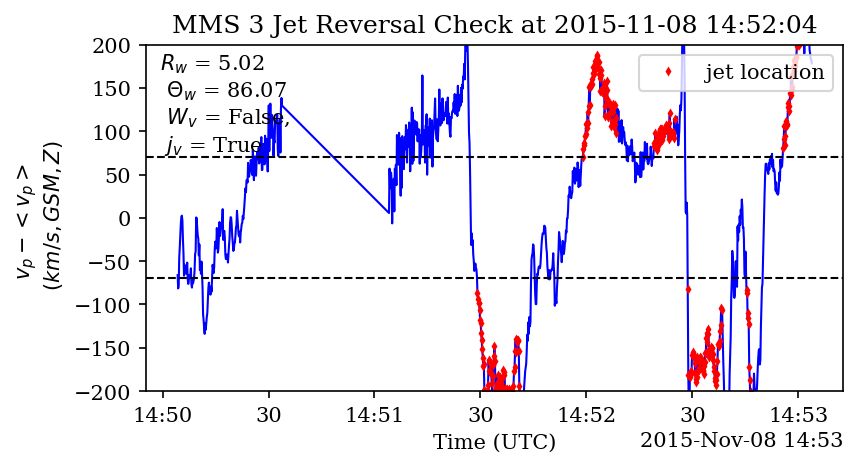 MMS 3 Jet Reversal Check at 2015-11-08 14:52:04
R_w = 5.02
Θ_w = 86.07
W_v = False,
j_v = True
jet location
v_p − < v_p >
(km/s, GSM, Z)
200
150
100
50
0
−50
−100
−150
−200
14:50
30
14:51
30
14:52
30
14:53
Time (UTC)
2015-Nov-08 14:53